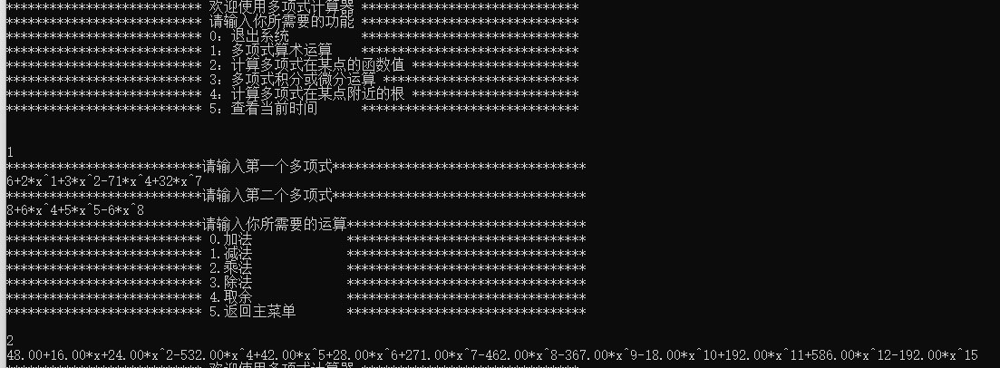 *************************** 欢迎使用多项式计算器 ******************************
*************************** 请输入你所需要的功能 ******************************
*************************** 0：退出系统          ******************************
*************************** 1：多项式算术运算    ******************************
*************************** 2：计算多项式在某点的函数值 ***********************
*************************** 3：多项式积分或微分运算 ***************************
*************************** 4：计算多项式在某点附近的根 ***********************
*************************** 5：查看当前时间      ******************************
1
***************************请输入第一个多项式***********************************
6+2*x^1+3*x^2-71*x^4+32*x^7
***************************请输入第二个多项式***********************************
8+6*x^4+5*x^5-6*x^8
***************************请输入你所需要的运算*********************************
*************************** 0.加法             *********************************
*************************** 1.减法             *********************************
*************************** 2.乘法             *********************************
*************************** 3.除法             *********************************
*************************** 4.取余             *********************************
*************************** 5.返回主菜单       *********************************
2
48.00+16.00*x+24.00*x^2-532.00*x^4+42.00*x^5+28.00*x^6+271.00*x^7-462.00*x^8-367.00*x^9-18.00*x^10+192.00*x^11+586.00*x^12-192.00*x^15
*************************** 欢迎使用多项式计算器 ******************************